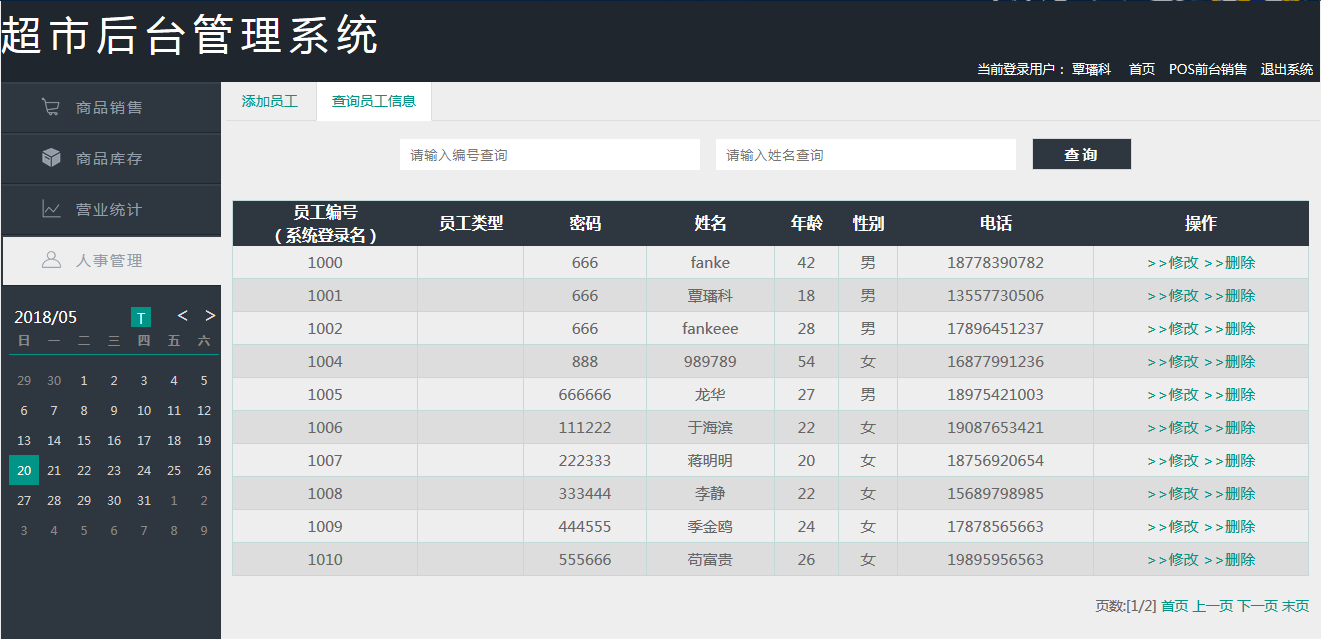 超市后台管理系统
当前登录用户： 覃璠科 首页 POS前台销售 退出系统
商品销售
商品库存
营业统计
人事管理
2018/05 T < >
日 一 二 三 四 五 六
29 30 1 2 3 4 5
6 7 8 9 10 11 12
13 14 15 16 17 18 19
20 21 22 23 24 25 26
27 28 29 30 31 1 2
3 4 5 6 7 8 9
添加员工 查询员工信息
请输入编号查询 请输入姓名查询 查 询
员工编号
（系统登录名） 员工类型 密码 姓名 年龄 性别 电话 操作
1000 666 fanke 42 男 18778390782 >>修改 >>删除
1001 666 覃璠科 18 男 13557730506 >>修改 >>删除
1002 666 fankeee 28 男 17896451237 >>修改 >>删除
1004 888 989789 54 女 16877991236 >>修改 >>删除
1005 666666 龙华 27 男 18975421003 >>修改 >>删除
1006 111222 于海滨 22 女 19087653421 >>修改 >>删除
1007 222333 蒋明明 20 女 18756920654 >>修改 >>删除
1008 333444 李静 22 女 15689798985 >>修改 >>删除
1009 444555 季金鸥 24 女 17878565663 >>修改 >>删除
1010 555666 苟富贵 26 女 19895956563 >>修改 >>删除
页数:[1/2] 首页 上一页 下一页 末页